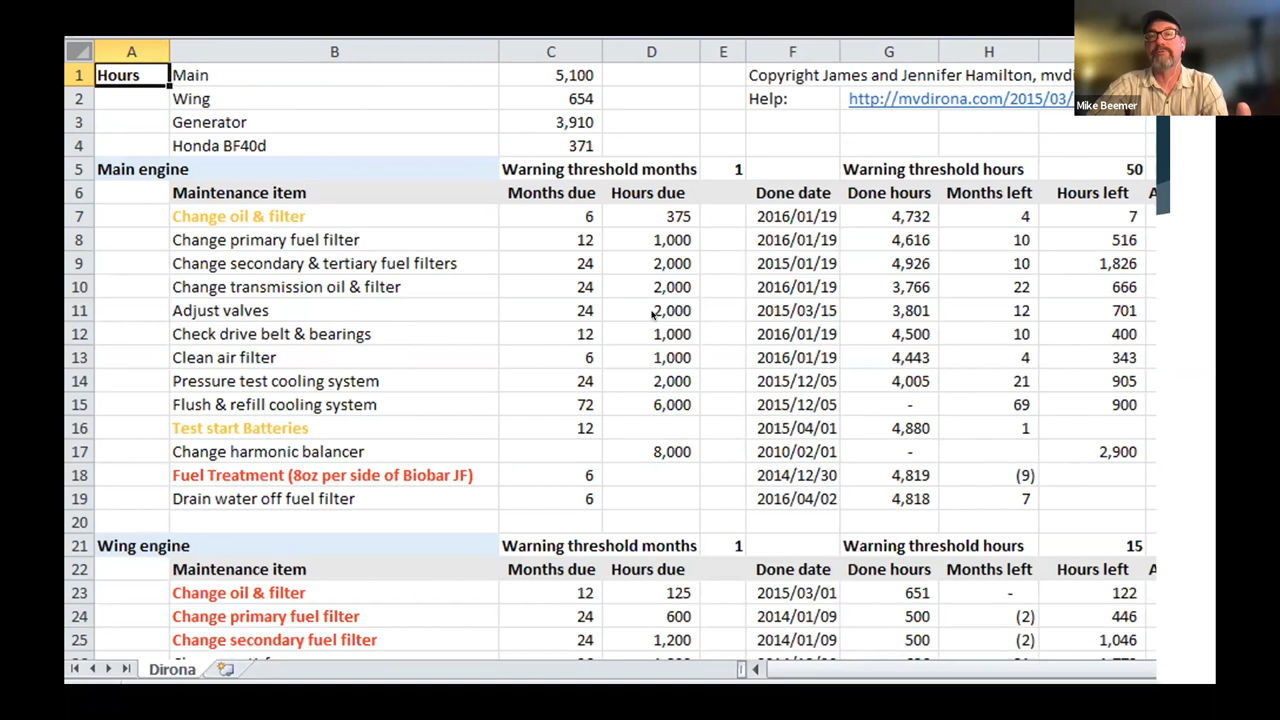 A B C D E F G H
1 Hours Main 5,100 Copyright James and Jennifer Hamilton,
2 Wing 654 Help: http://mvdirona.com/2015/03/
3 Generator 3,910
4 Honda BF40d 371
Mike Beemer
5 Main engine Warning threshold months 1 Warning threshold hours 50
6 Maintenance item Months due Hours due Done date Done hours Months left Hours left A
7 Change oil & filter 6 375 2016/01/19 4,732 4 7
8 Change primary fuel filter 12 1,000 2016/01/19 4,616 10 516
9 Change secondary & tertiary fuel filters 24 2,000 2015/01/19 4,926 10 1,826
10 Change transmission oil & filter 24 2,000 2016/01/19 3,766 22 666
11 Adjust valves 24 2,000 2015/03/15 3,801 12 701
12 Check drive belt & bearings 12 1,000 2016/01/19 4,500 10 400
13 Clean air filter 6 1,000 2016/01/19 4,443 4 343
14 Pressure test cooling system 24 2,000 2015/12/05 4,005 21 905
15 Flush & refill cooling system 72 6,000 2015/12/05 - 69 900
16 Test start Batteries 12 2015/04/01 4,880 1
17 Change harmonic balancer 8,000 2010/02/01 - 2,900
18 Fuel Treatment (8oz per side of Biobar JF) 6 2014/12/30 4,819 (9)
19 Drain water off fuel filter 6 2016/04/02 4,818 7
20
21 Wing engine Warning threshold months 1 Warning threshold hours 15
22 Maintenance item Months due Hours due Done date Done hours Months left Hours left A
23 Change oil & filter 12 125 2015/03/01 651 - 122
24 Change primary fuel filter 24 600 2014/01/09 500 (2) 446
25 Change secondary fuel filter 24 1,200 2014/01/09 500 (2) 1,046
Dirona